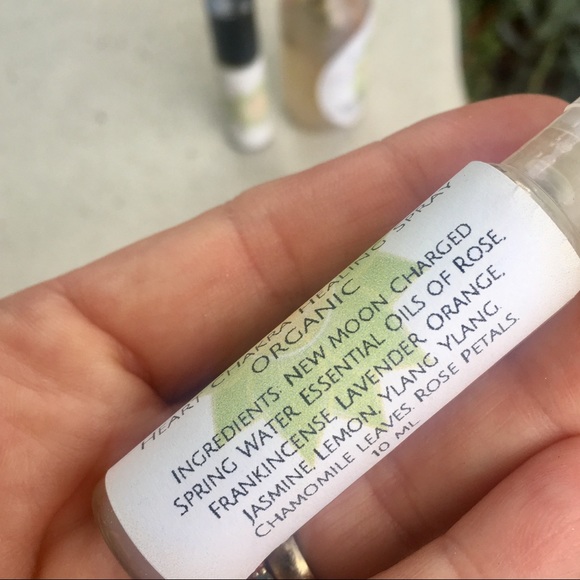 HEART CHAKRA HEALING SPRAY
ORGANIC
INGREDIENTS: NEW MOON CHARGED
SPRING WATER ESSENTIAL OILS OF ROSE,
FRANKINCENSE, LAVENDER ORANGE,
JASMINE, LEMON, YLANG YLANG
CHAMOMILE LEAVES. ROSE PETALS.
10 ML